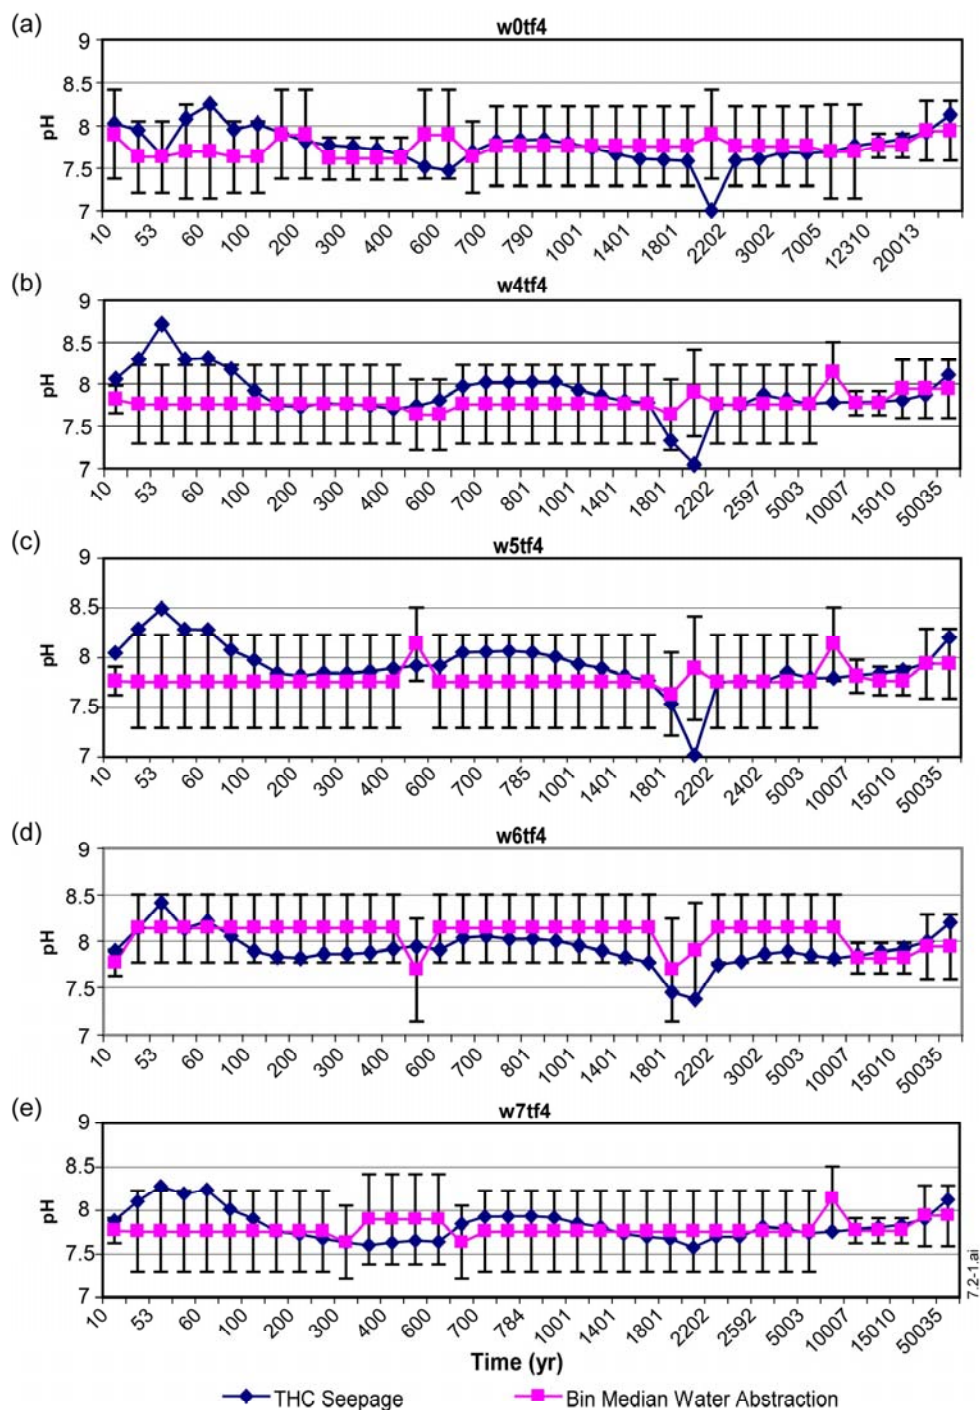 (a)
w0tf4
pH
9
8.5
8
7.5
7
10 53 60 100 200 300 400 600 700 790 1001 1401 1801 2202 3002 7005 12310 20013
(b)
w4tf4
pH
9
8.5
8
7.5
7
10 53 60 100 200 300 400 600 700 801 1001 1401 1801 2202 2597 5003 10007 15010 50035
(c)
w5tf4
pH
9
8.5
8
7.5
7
10 53 60 100 200 300 400 600 700 785 1001 1401 1801 2202 2402 5003 10007 15010 50035
(d)
w6tf4
pH
9
8.5
8
7.5
7
10 53 60 100 200 300 400 600 700 801 1001 1401 1801 2202 3002 5003 10007 15010 50035
(e)
w7tf4
pH
9
8.5
8
7.5
7
10 53 60 100 200 300 400 600 700 784 1001 1401 1801 2202 2592 5003 10007 15010 50035
7.2-1.ai
Time (yr)
THC Seepage Bin Median Water Abstraction